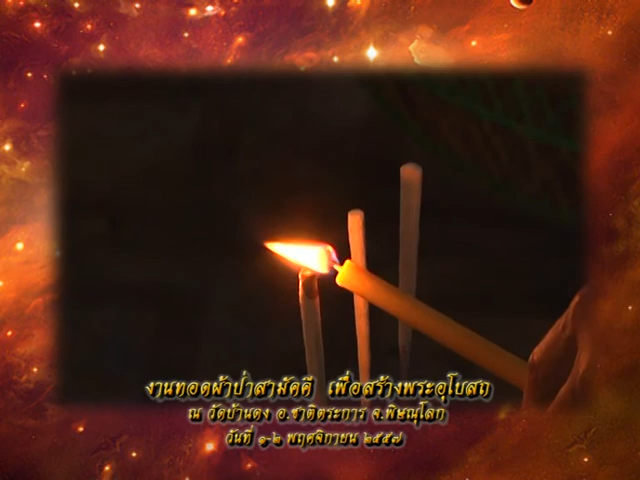 งานทอดผ้าป่าสามัคคี เพื่อสร้างพระอุโบสถ
ณ วัดบ้านดง อ.ชาติตระการ จ.พิษณุโลก
วันที่ ๑-๒ พฤศจิกายน ๒๕๕๗